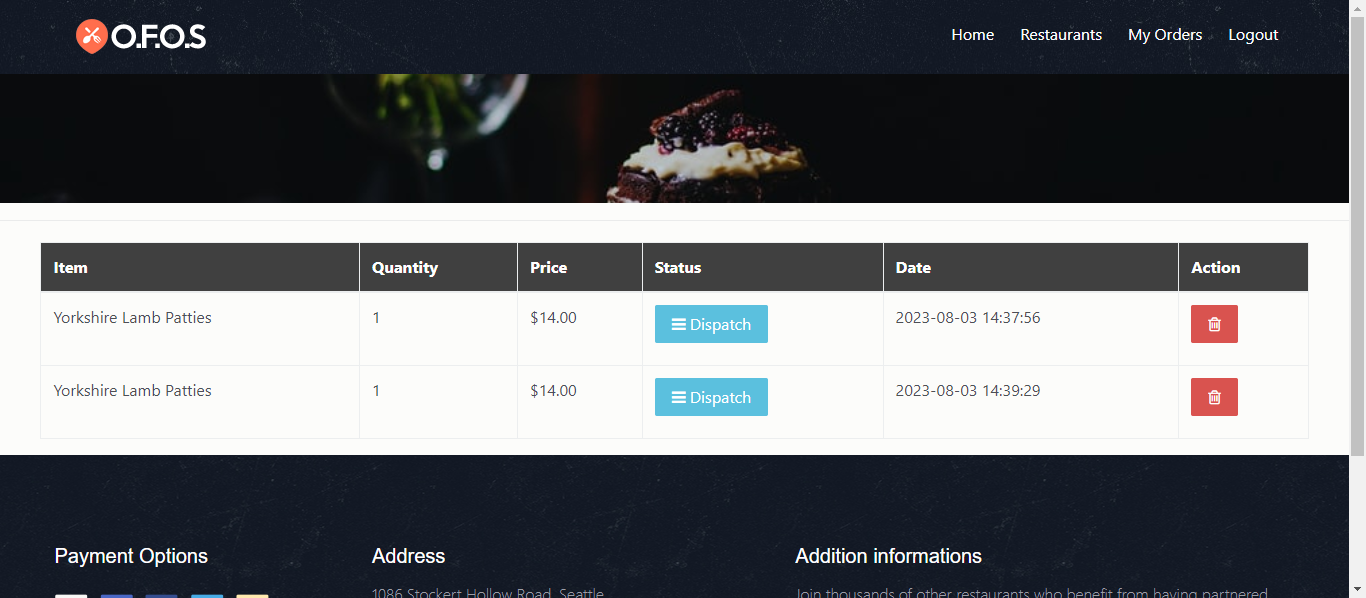 O.F.O.S
Home Restaurants My Orders Logout
Item Quantity Price Status Date Action
Yorkshire Lamb Patties 1 $14.00 Dispatch 2023-08-03 14:37:56
Yorkshire Lamb Patties 1 $14.00 Dispatch 2023-08-03 14:39:29
Payment Options Address Addition informations
1086 Stockert Hollow Road, Seattle Join thousands of other restaurants who benefit from having partnered